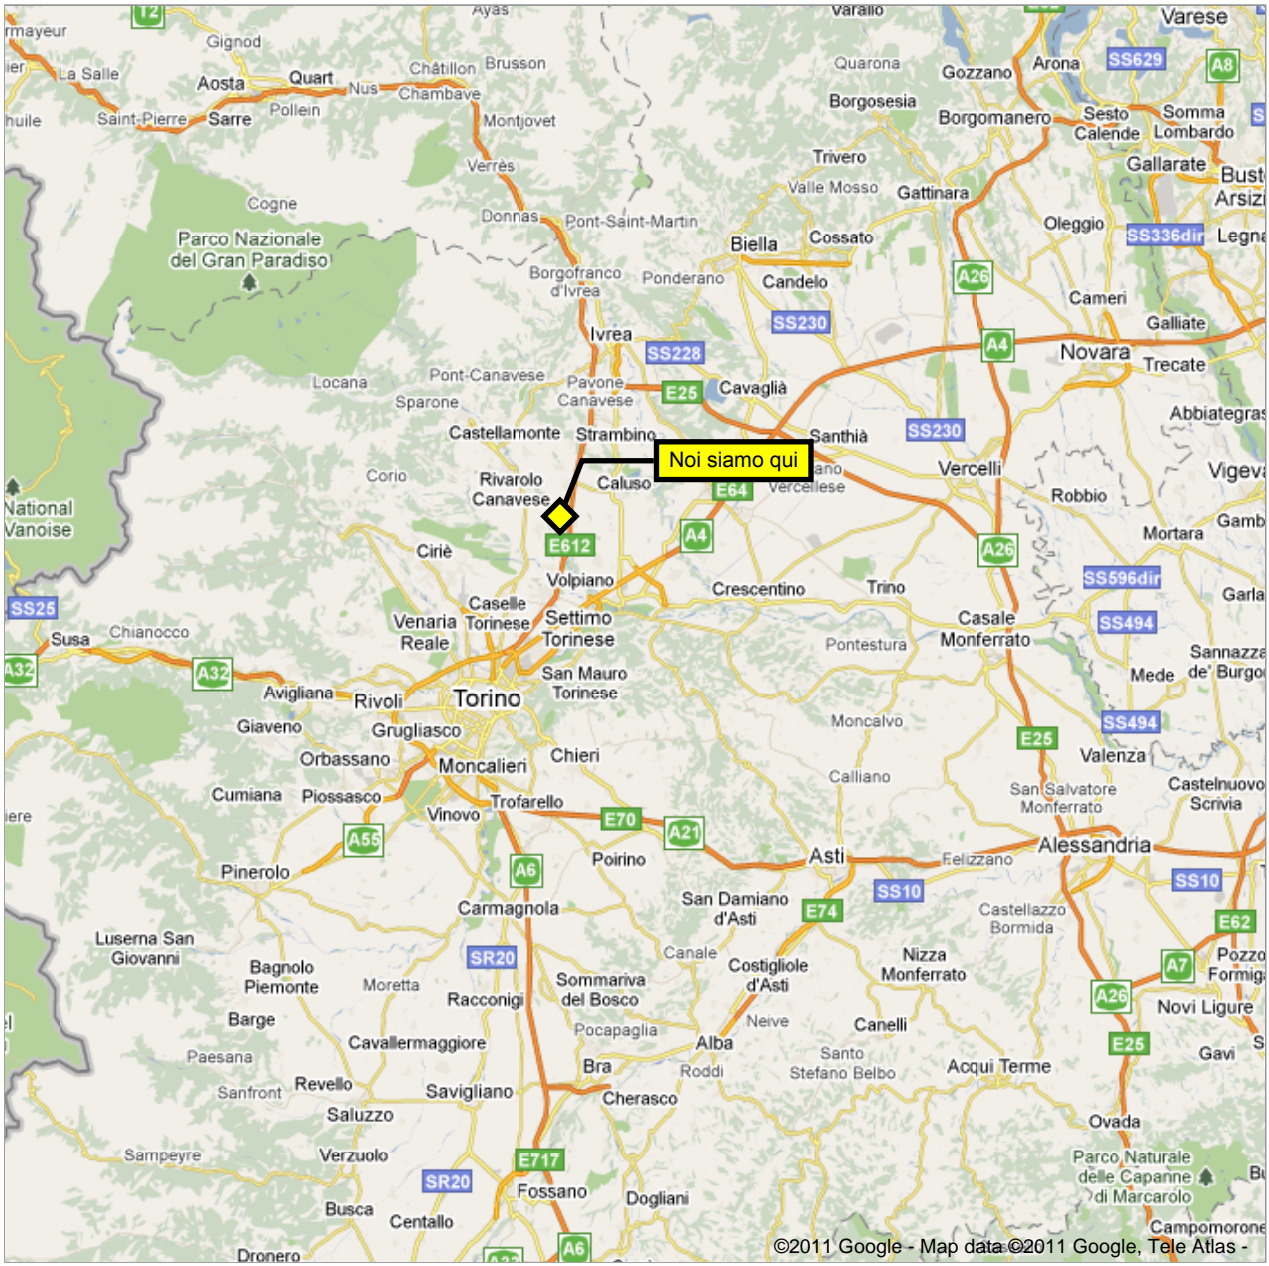 T2
Ayas
Varallo
Varese
Gignod
Châtillon
Brusson
Quarona
Gozzano
Arona
SS629
A8
La Salle
Aosta
Quart
Nus
Chambave
Borgosesia
Borgomanero
Sesto
Calende
Somma
Lombardo
Saint-Pierre
Sarre
Pollein
Montjovet
Verrès
Trivero
Valle Mosso
Gattinara
Gallarate
Cogne
Donnas
Pont-Saint-Martin
Oleggio
SS336dir
Parco Nazionale
del Gran Paradiso
Biella
Cossato
Borgofranco
d'Ivrea
Ponderano
Candelo
A26
Cameri
SS230
Galliate
Ivrea
SS228
A4
Novara
Trecate
Locana
Pont-Canavese
Pavone
Canavese
E25
Cavaglià
Sparone
Castellamonte
Strambino
Santhià
SS230
Noi siamo qui
Corio
Rivarolo
Canavese
Caluso
E64
Vercellese
Vercelli
Robbio
National
Vanoise
A4
Mortara
Ciriè
E612
A26
Volpiano
Crescentino
Trino
SS596dir
SS25
Caselle
Torinese
Settimo
Torinese
Venaria
Reale
Casale
Monferrato
SS494
Susa
Chianocco
Pontestura
A32
A32
Avigliana
Rivoli
Torino
San Mauro
Torinese
Mede
Giaveno
Grugliasco
Moncalvo
SS494
E25
Orbassano
Moncalieri
Chieri
Valenza
Calliano
Cumiana
Piossasco
Trofarello
San Salvatore
Monferrato
Castelnuovo
Scrivia
Vinovo
E70
A55
A21
Alessandria
Asti
Felizzano
Poirino
Pinerolo
A6
SS10
SS10
Carmagnola
San Damiano
d'Asti
E74
Castellazzo
Bormida
E62
Luserna San
Giovanni
SR20
Canale
Nizza
Monferrato
A7
Bagnolo
Piemonte
Moretta
Sommariva
del Bosco
Costigliole
d'Asti
A26
Racconigi
Novi Ligure
Barge
Pocapaglia
Neive
Canelli
Cavallermaggiore
Alba
E25
Paesana
Santo
Stefano Belbo
Gavi
Sanfront
Revello
Savigliano
Bra
Roddi
Acqui Terme
Cherasco
Saluzzo
Ovada
Sampeyre
Verzuolo
E717
Parco Naturale
delle Capanne
di Marcarolo
SR20
Fossano
Dogliani
Busca
Centallo
Campomorone
Dronero
A6
©2011 Google - Map data ©2011 Google, Tele Atlas -